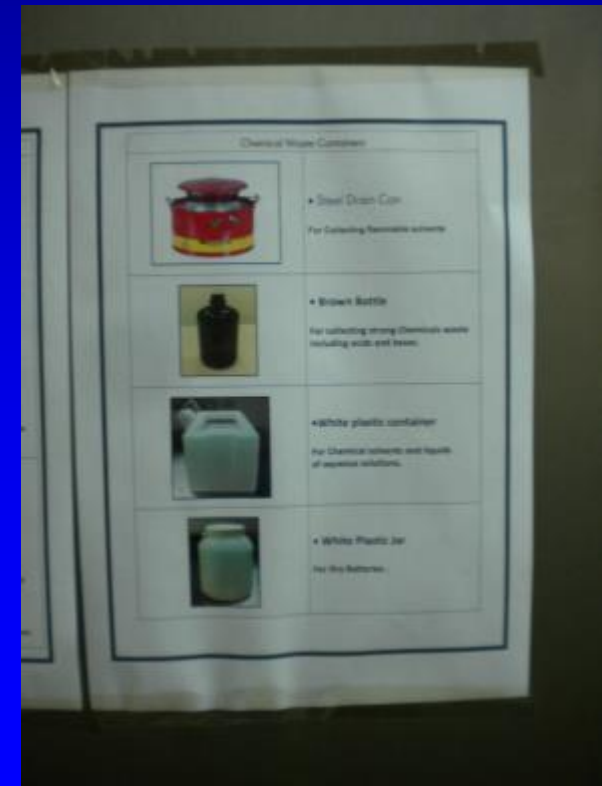 Chemical Waste Containers
• Steel Drain Can
For Collecting flammable solvents
• Brown Bottle
For collecting strong Chemicals waste
including acids and bases.
•White plastic container
For Chemical solvents and liquids
of aqueous solutions.
• White Plastic Jar
For Dry Batteries.